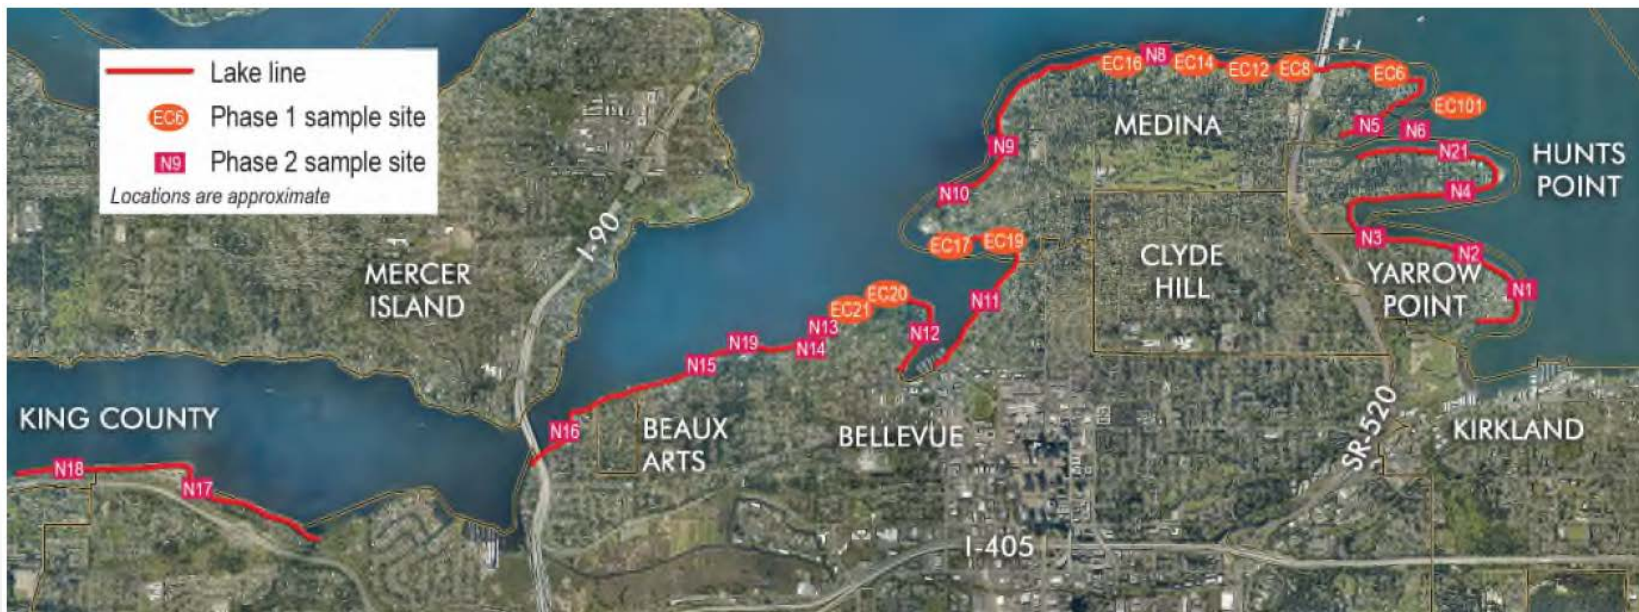 Lake line
EC6 Phase 1 sample site
N9 Phase 2 sample site
Locations are approximate
EC16
N8
EC14
EC12
EC8
EC6
EC101
N5
N6
MEDINA
N9
N21
HUNTS
POINT
N10
N4
EC17
EC19
N3
N2
I-90
MERCER
ISLAND
CLYDE
HILL
YARROW
POINT
N1
EC20
EC21
N11
N13
N12
N19
N14
N15
KING COUNTY
N16
BEAUX
ARTS
BELLEVUE
SR-520
KIRKLAND
N18
N17
I-405